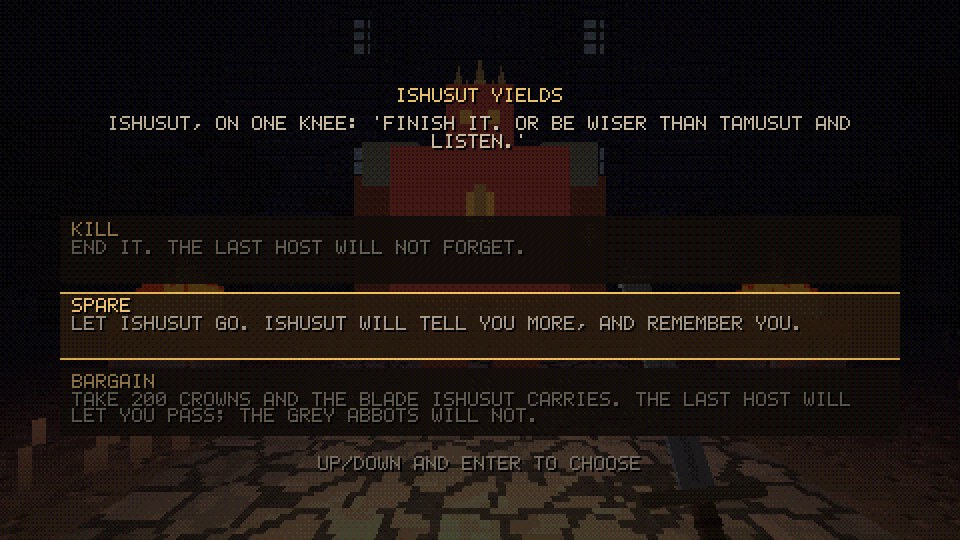 ISHUSUT YIELDS
ISHUSUT, ON ONE KNEE: 'FINISH IT. OR BE WISER THAN TAMUSUT AND
LISTEN.'
KILL
END IT. THE LAST HOST WILL NOT FORGET.
SPARE
LET ISHUSUT GO. ISHUSUT WILL TELL YOU MORE, AND REMEMBER YOU.
BARGAIN
TAKE 200 CROWNS AND THE BLADE ISHUSUT CARRIES. THE LAST HOST WILL
LET YOU PASS; THE GREY ABBOTS WILL NOT.
UP/DOWN AND ENTER TO CHOOSE